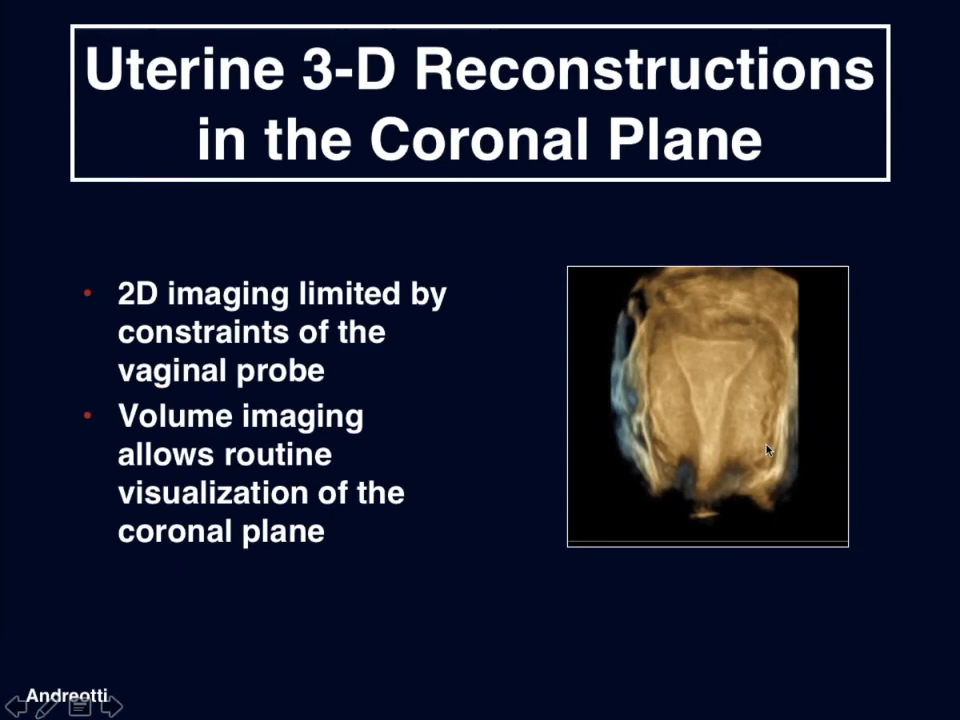 Uterine 3-D Reconstructions
in the Coronal Plane
• 2D imaging limited by
constraints of the
vaginal probe
• Volume imaging
allows routine
visualization of the
coronal plane
Andreotti